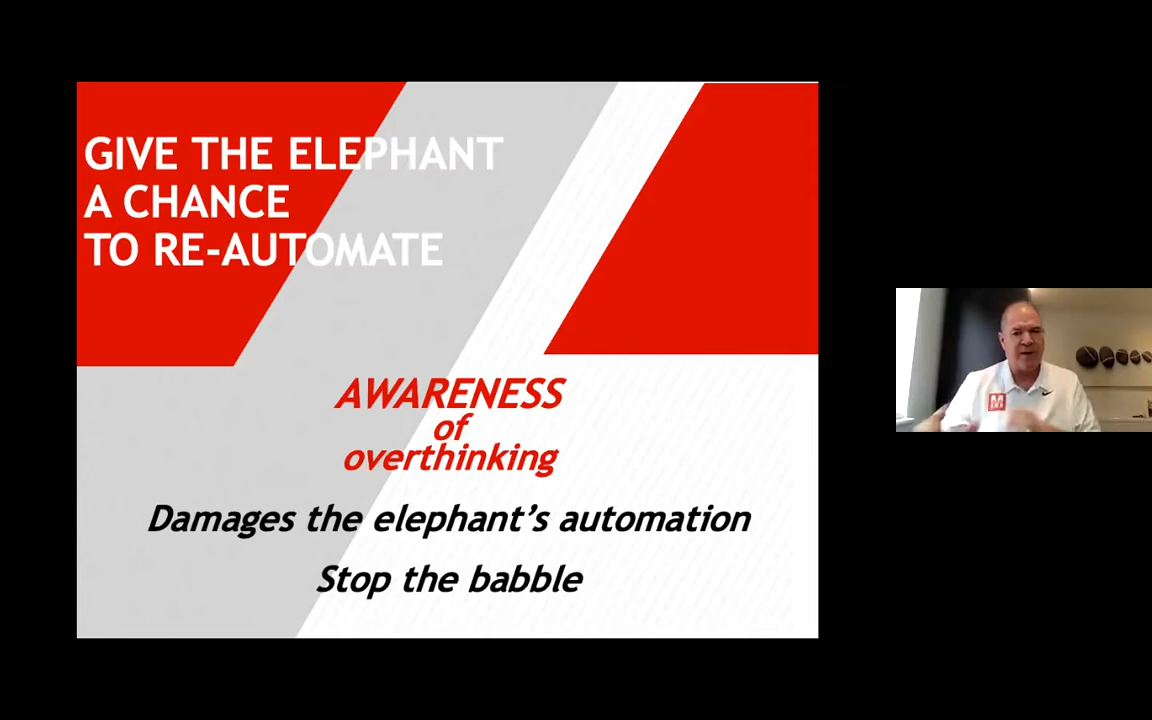 GIVE THE ELEPHANT
A CHANCE
TO RE-AUTOMATE
AWARENESS
of
overthinking
Damages the elephant's automation
Stop the babble